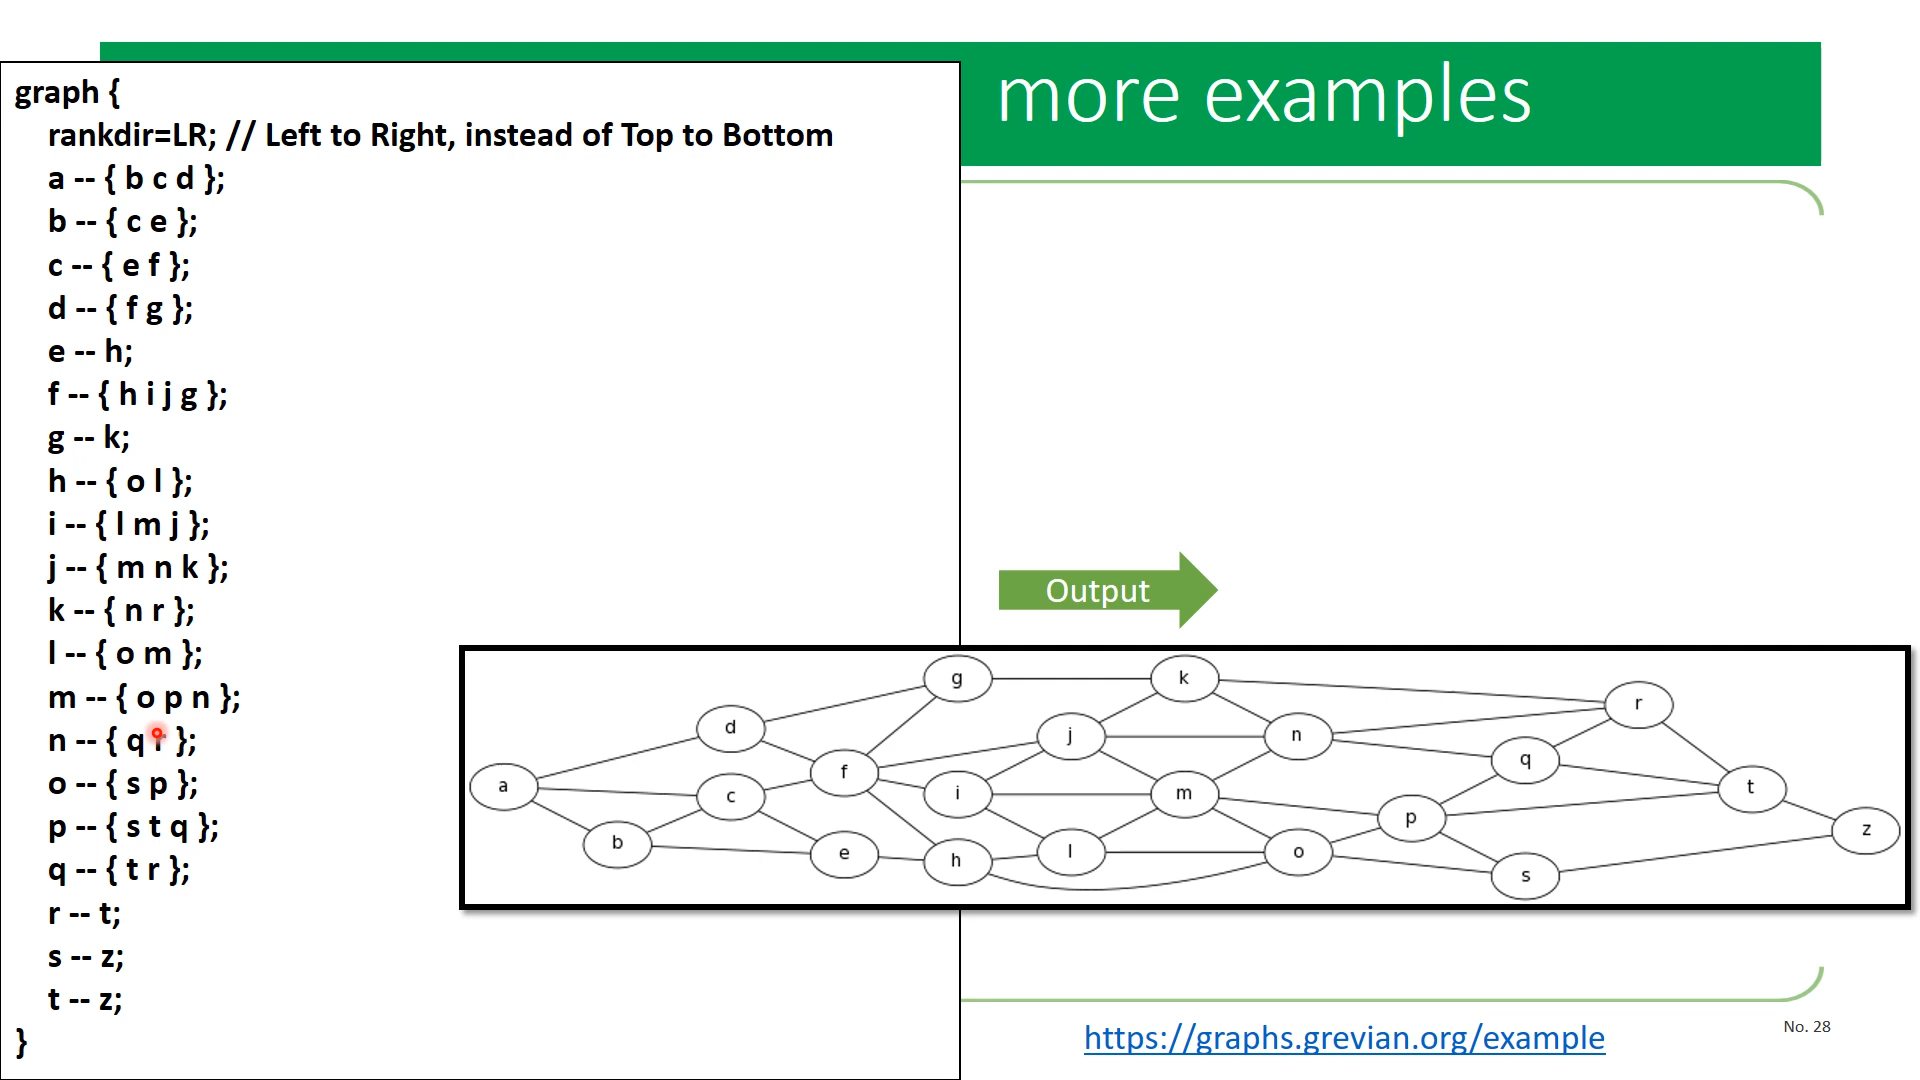 more examples
graph {
rankdir=LR; // Left to Right, instead of Top to Bottom
a -- { b c d };
b -- { c e };
c -- { e f };
d -- { f g };
e -- h;
f -- { h i j g };
g -- k;
h -- { o l };
i -- { l m j };
j -- { m n k };
k -- { n r };
l -- { o m };
m -- { o p n };
n -- { q r };
o -- { s p };
p -- { s t q };
q -- { t r };
r -- t;
s -- z;
t -- z;
}
Output
g
k
r
d
j
n
q
f
a
c
i
m
t
p
z
b
e
h
l
o
s
https://graphs.grevian.org/example
No. 28